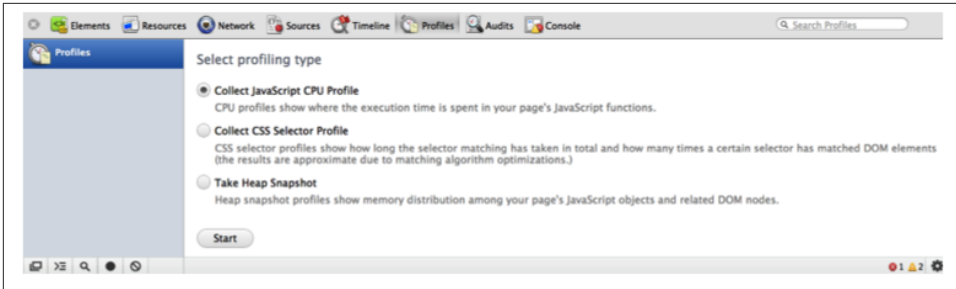 Elements Resources Network Sources Timeline Profiles Audits Console Search Profiles
Profiles
Select profiling type
Collect JavaScript CPU Profile
CPU profiles show where the execution time is spent in your page's JavaScript functions.
Collect CSS Selector Profile
CSS selector profiles show how long the selector matching has taken in total and how many times a certain selector has matched DOM elements
(the results are approximate due to matching algorithm optimizations.)
Take Heap Snapshot
Heap snapshot profiles show memory distribution among your page's JavaScript objects and related DOM nodes.
Start
1 2